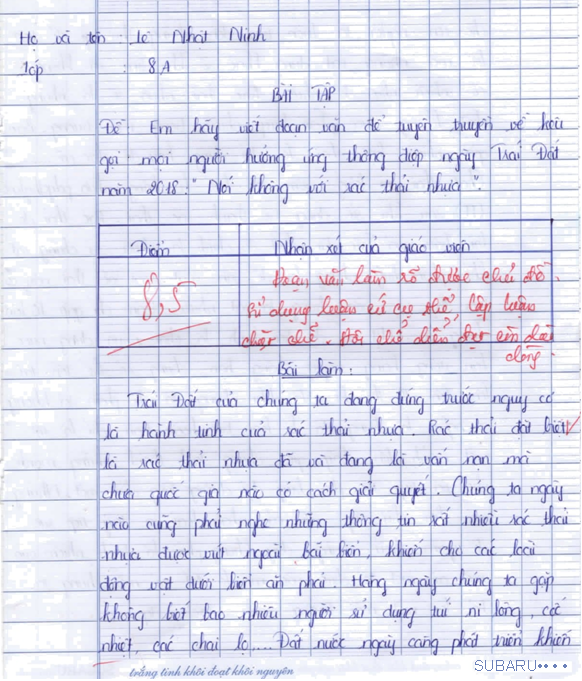 Họ và tên : Lê Nhật Ninh
Lớp : 8A
BÀI TẬP
Đề: Em hãy viết đoạn văn để tuyên truyền về kêu
gọi mọi người hưởng ứng thông điệp ngày Trái Đất
năm 2018: "Nói không với rác thải nhựa".
Điểm Nhận xét của giáo viên
8,5 Đoạn văn làm rõ được chủ đề.
Sử dụng luận cứ cụ thể, lập luận
chặt chẽ. Đôi chỗ diễn đạt còn dài
dòng.
Bài làm:
Trái Đất của chúng ta đang đứng trước nguy cơ
là hành tinh của rác thải nhựa. Rác thải đặt biệt
là rác thải nhựa đã và đang là vấn nạn mà
chưa quốc gia nào có cách giải quyết. Chúng ta ngày
nào cũng phải nghe những thông tin rất nhiều rác thải
nhựa được vứt ngoài bãi biển, khiến cho các loài
động vật dưới biển ăn phải. Hàng ngày chúng ta gặp
không biết bao nhiêu người sử dụng túi ni lông, cốc
nhựa, các chai lọ.... Đất nước ngày càng phát triển khiến
trắng tinh khôi đoạt khôi nguyên
SUBARU••••